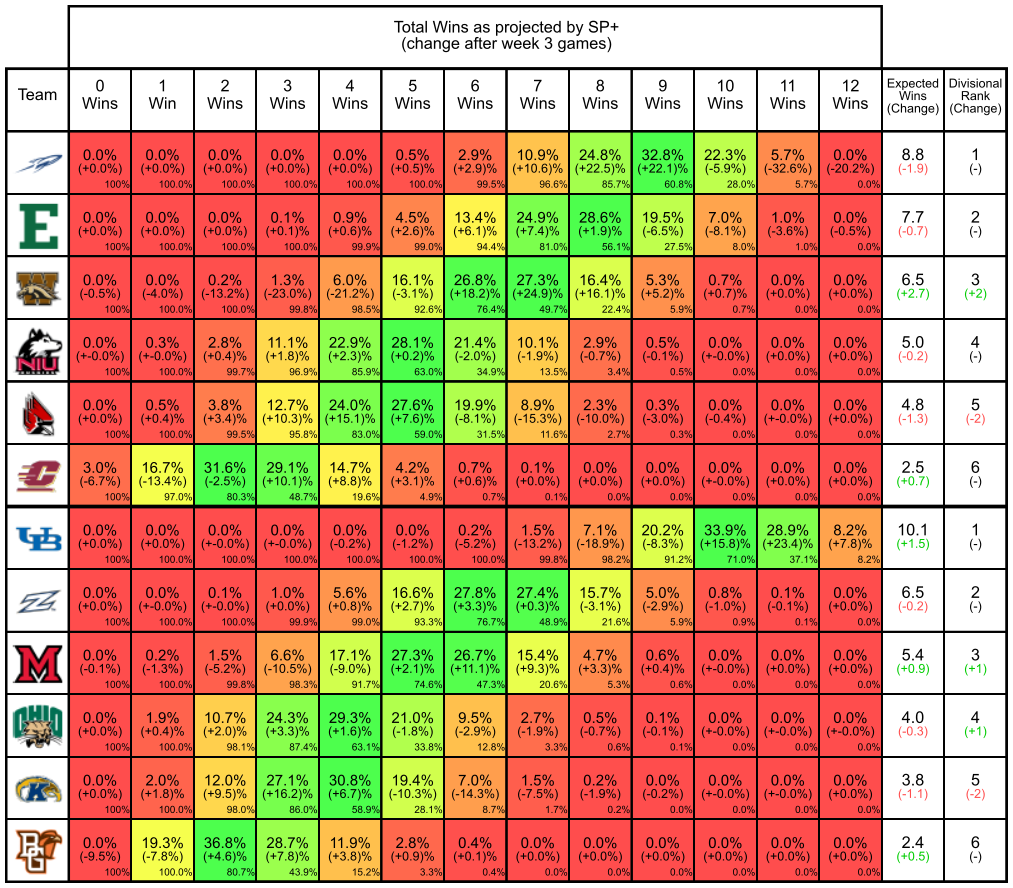 Total Wins as projected by SP+
(change after week 3 games)
Team 0 Wins 1 Win 2 Wins 3 Wins 4 Wins 5 Wins 6 Wins 7 Wins 8 Wins 9 Wins 10 Wins 11 Wins 12 Wins Expected Wins (Change) Divisional Rank (Change)
0.0% 0.0% 0.0% 0.0% 0.0% 0.5% 2.9% 10.9% 24.8% 32.8% 22.3% 5.7% 0.0% 8.8 1
(+0.0%) (+0.0%) (+0.0%) (+0.0%) (+0.0%) (+0.5%) (+2.9)% (+10.6)% (+22.5)% (+22.1)% (-5.9)% (-32.6)% (-20.2)% (-1.9) (-)
100% 100.0% 100.0% 100.0% 100.0% 100.0% 99.5% 96.6% 85.7% 60.8% 28.0% 5.7% 0.0%
E
0.0% 0.0% 0.0% 0.1% 0.9% 4.5% 13.4% 24.9% 28.6% 19.5% 7.0% 1.0% 0.0% 7.7 2
(+0.0%) (+0.0%) (+0.0%) (+0.1%) (+0.6%) (+2.6%) (+6.1)% (+7.4)% (+1.9)% (-6.5)% (-8.1)% (-3.6)% (-0.5)% (-0.7) (-)
100% 100.0% 100.0% 100.0% 99.9% 99.0% 94.4% 81.0% 56.1% 27.5% 8.0% 1.0% 0.0%
W
0.0% 0.0% 0.2% 1.3% 6.0% 16.1% 26.8% 27.3% 16.4% 5.3% 0.7% 0.0% 0.0% 6.5 3
(-0.5%) (-4.0%) (-13.2%) (-23.0%) (-21.2%) (-3.1%) (+18.2)% (+24.9)% (+16.1)% (+5.2)% (+0.7)% (+0.0)% (+0.0)% (+2.7) (+2)
100% 100.0% 100.0% 99.8% 98.5% 92.6% 76.4% 49.7% 22.4% 5.9% 0.7% 0.0% 0.0%
NIU
0.0% 0.3% 2.8% 11.1% 22.9% 28.1% 21.4% 10.1% 2.9% 0.5% 0.0% 0.0% 0.0% 5.0 4
(+-0.0%) (+-0.0%) (+0.4%) (+1.8%) (+2.3%) (+0.2%) (-2.0)% (-1.9)% (-0.7)% (-0.1)% (+-0.0)% (+0.0)% (+0.0)% (-0.2) (-)
100% 100.0% 99.7% 96.9% 85.9% 63.0% 34.9% 13.5% 3.4% 0.5% 0.0% 0.0% 0.0%
0.0% 0.5% 3.8% 12.7% 24.0% 27.6% 19.9% 8.9% 2.3% 0.3% 0.0% 0.0% 0.0% 4.8 5
(+0.0%) (+0.4%) (+3.4%) (+10.3)% (+15.1)% (+7.6)% (-8.1)% (-15.3)% (-10.0)% (-3.0)% (-0.4)% (+-0.0)% (+0.0)% (-1.3) (-2)
100% 100.0% 99.5% 95.8% 83.0% 59.0% 31.5% 11.6% 2.7% 0.3% 0.0% 0.0% 0.0%
C
3.0% 16.7% 31.6% 29.1% 14.7% 4.2% 0.7% 0.1% 0.0% 0.0% 0.0% 0.0% 0.0% 2.5 6
(-6.7%) (-13.4%) (-2.5%) (+10.1)% (+8.8)% (+3.1%) (+0.6)% (+0.0)% (+0.0)% (+0.0)% (+-0.0)% (+0.0)% (+0.0)% (+0.7) (-)
100% 97.0% 80.3% 48.7% 19.6% 4.9% 0.7% 0.1% 0.0% 0.0% 0.0% 0.0% 0.0%
UB
0.0% 0.0% 0.0% 0.0% 0.0% 0.0% 0.2% 1.5% 7.1% 20.2% 33.9% 28.9% 8.2% 10.1 1
(+0.0%) (+0.0%) (+-0.0%) (+-0.0%) (-0.2%) (-1.2%) (-5.2)% (-13.2)% (-18.9)% (-8.3)% (+15.8)% (+23.4)% (+7.8)% (+1.5) (-)
100% 100.0% 100.0% 100.0% 100.0% 100.0% 100.0% 99.8% 98.2% 91.2% 71.0% 37.1% 8.2%
Z
0.0% 0.0% 0.1% 1.0% 5.6% 16.6% 27.8% 27.4% 15.7% 5.0% 0.8% 0.1% 0.0% 6.5 2
(+0.0%) (+-0.0%) (-0.0%) (+0.0%) (+0.8%) (+2.7%) (+3.3)% (+0.3)% (-3.1)% (-2.9)% (-1.0)% (-0.1)% (+0.0)% (-0.2) (-)
100% 100.0% 100.0% 99.9% 99.0% 93.3% 76.7% 48.9% 21.6% 5.9% 0.9% 0.1% 0.0%
M
0.0% 0.2% 1.5% 6.6% 17.1% 27.3% 26.7% 15.4% 4.7% 0.6% 0.0% 0.0% 0.0% 5.4 3
(-0.1%) (-1.3%) (-5.2%) (-10.5%) (-9.0%) (+2.1)% (+11.1)% (+9.3)% (+3.3)% (+0.4)% (+-0.0)% (+0.0)% (+0.0)% (+0.9) (+1)
100% 100.0% 99.8% 98.3% 91.7% 74.6% 47.3% 20.6% 5.3% 0.6% 0.0% 0.0% 0.0%
OHIO
0.0% 1.9% 10.7% 24.3% 29.3% 21.0% 9.5% 2.7% 0.5% 0.1% 0.0% 0.0% 0.0% 4.0 4
(+0.0%) (+0.4%) (+2.0)% (+3.3)% (+1.6)% (-1.8)% (-2.9)% (-1.9)% (-0.7)% (-0.1)% (+-0.0)% (+0.0)% (+-0.0)% (-0.3) (+1)
100% 100.0% 98.1% 87.4% 63.1% 33.8% 12.8% 3.3% 0.6% 0.1% 0.0% 0.0% 0.0%
K
0.0% 2.0% 12.0% 27.1% 30.8% 19.4% 7.0% 1.5% 0.2% 0.0% 0.0% 0.0% 0.0% 3.8 5
(+0.0%) (+1.8%) (+9.5)% (+16.2)% (+6.7)% (-10.3)% (-14.3)% (-7.5)% (-1.9)% (-0.2)% (+-0.0)% (+-0.0)% (+0.0)% (-1.1) (-2)
100% 100.0% 98.0% 86.0% 58.9% 28.1% 8.7% 1.7% 0.2% 0.0% 0.0% 0.0% 0.0%
BG
0.0% 19.3% 36.8% 28.7% 11.9% 2.8% 0.4% 0.0% 0.0% 0.0% 0.0% 0.0% 0.0% 2.4 6
(-9.5%) (-7.8%) (+4.6)% (+7.8)% (+3.8)% (+0.9)% (+0.1)% (+0.0)% (+0.0)% (+0.0)% (+0.0)% (+0.0)% (+0.0)% (+0.5) (-)
100% 100.0% 80.7% 43.9% 15.2% 3.3% 0.4% 0.0% 0.0% 0.0% 0.0% 0.0% 0.0%